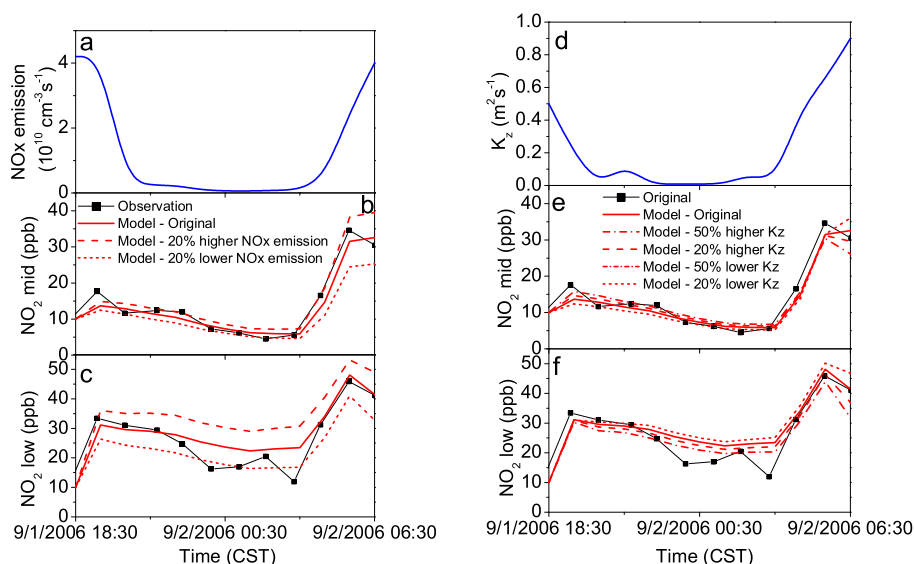 a
NOx emission
(10^10 cm^-3 s^-1)
4
2
0
b
Observation
Model - Original
Model - 20% higher NOx emission
Model - 20% lower NOx emission
NO2 mid (ppb)
40
30
20
10
0
c
NO2 low (ppb)
50
40
30
20
10
0
9/1/2006 18:30
9/2/2006 00:30
9/2/2006 06:30
Time (CST)
d
Kz (m^2 s^-1)
1.0
0.8
0.6
0.4
0.2
0.0
e
Original
Model - Original
Model - 50% higher Kz
Model - 20% higher Kz
Model - 50% lower Kz
Model - 20% lower Kz
NO2 mid (ppb)
40
30
20
10
0
f
NO2 low (ppb)
50
40
30
20
10
0
9/1/2006 18:30
9/2/2006 00:30
9/2/2006 06:30
Time (CST)